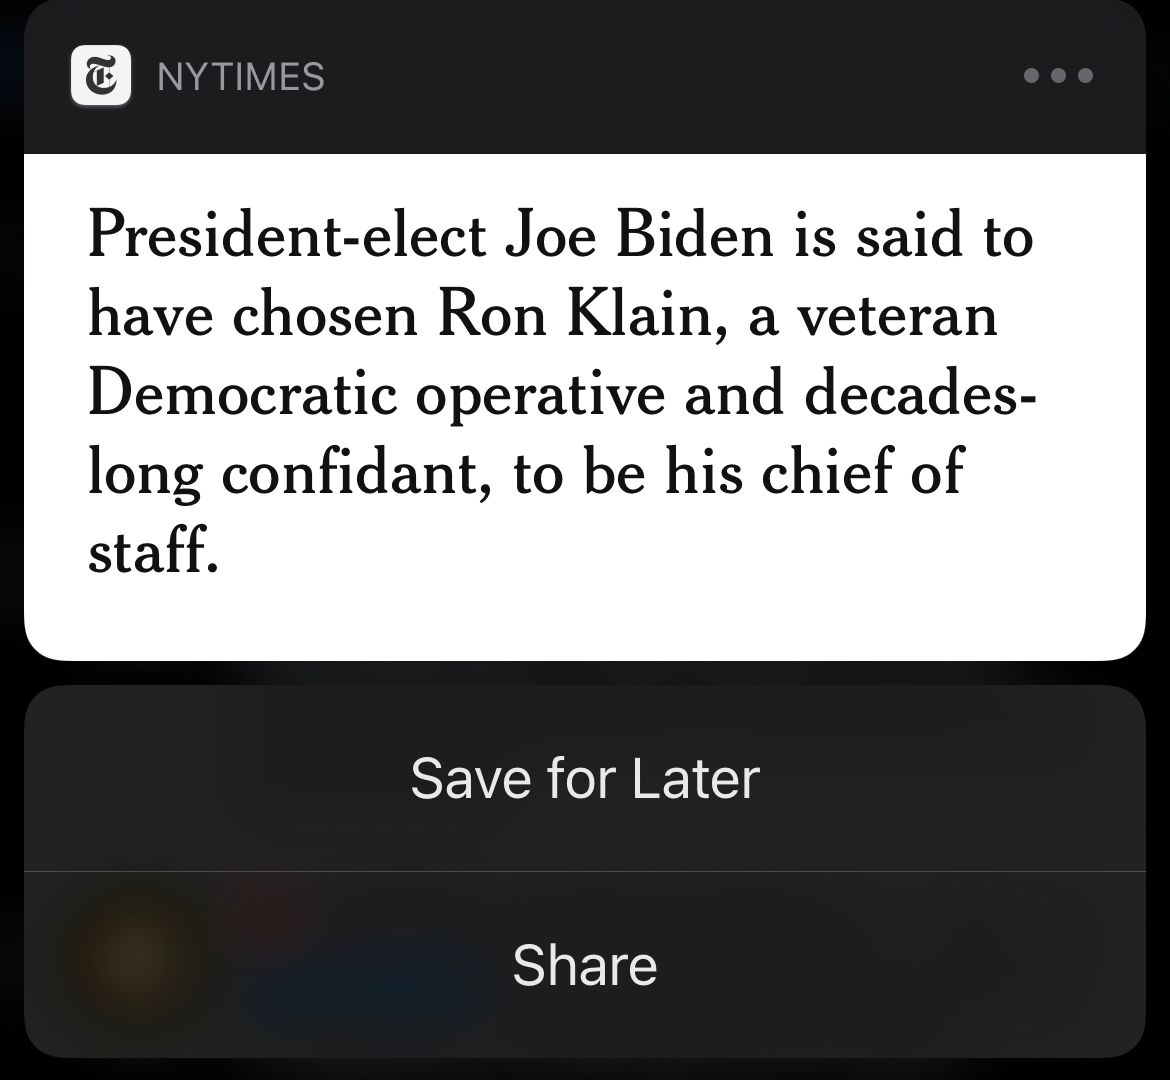 NYTIMES
President-elect Joe Biden is said to
have chosen Ron Klain, a veteran
Democratic operative and decades-
long confidant, to be his chief of
staff.
Save for Later
Share